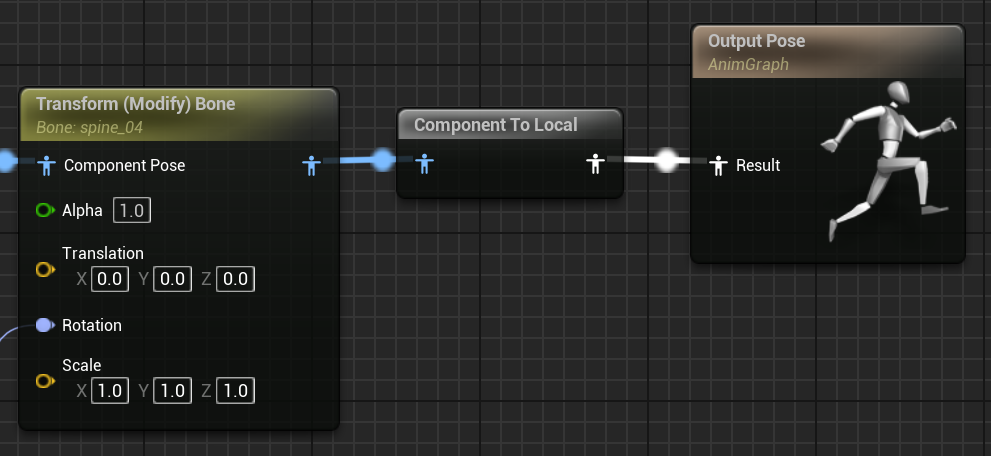 Transform (Modify) Bone
Bone: spine_04
Component Pose
Alpha 1.0
Translation
X 0.0 Y 0.0 Z 0.0
Rotation
Scale
X 1.0 Y 1.0 Z 1.0
Component To Local
Output Pose
AnimGraph
Result